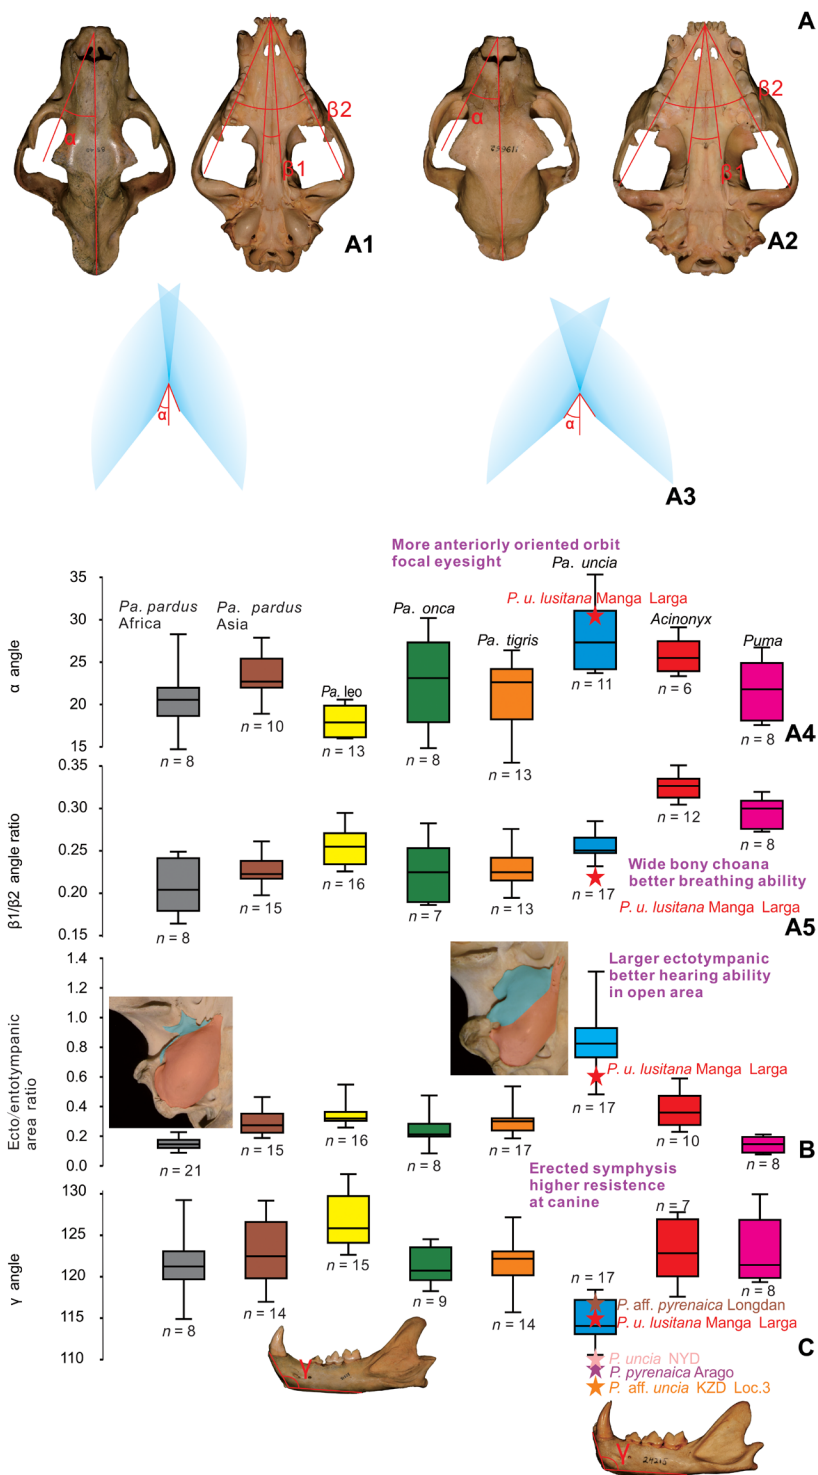 A
β2
α
β1
A1
β2
α
β1
A2
α
α
A3
More anteriorly oriented orbit
focal eyesight
Pa. uncia
P. u. lusitana Manga Larga
Pa. pardus
Africa
Pa. pardus
Asia
Pa. leo
Pa. onca
Pa. tigris
Acinonyx
Puma
α angle
35
30
25
20
15
n = 8
n = 10
n = 13
n = 8
n = 13
n = 11
n = 6
n = 8
A4
β1/β2 angle ratio
0.35
0.30
0.25
0.20
0.15
n = 8
n = 15
n = 16
n = 7
n = 13
n = 17
n = 12
n = 8
Wide bony choana
better breathing ability
P. u. lusitana Manga Larga
A5
Ecto/entotympanic
area ratio
1.4
1.2
1.0
0.8
0.6
0.4
0.2
0.0
Larger ectotympanic
better hearing ability
in open area
P. u. lusitana Manga Larga
n = 21
n = 15
n = 16
n = 8
n = 17
n = 17
n = 10
n = 8
B
Erected symphysis
higher resistence
at canine
γ angle
130
125
120
115
110
n = 8
n = 14
n = 15
n = 9
n = 14
n = 17
n = 7
n = 8
P. aff. pyrenaica Longdan
P. u. lusitana Manga Larga
P. uncia NYD
P. pyrenaica Arago
P. aff. uncia KZD Loc.3
C
γ
γ
24215